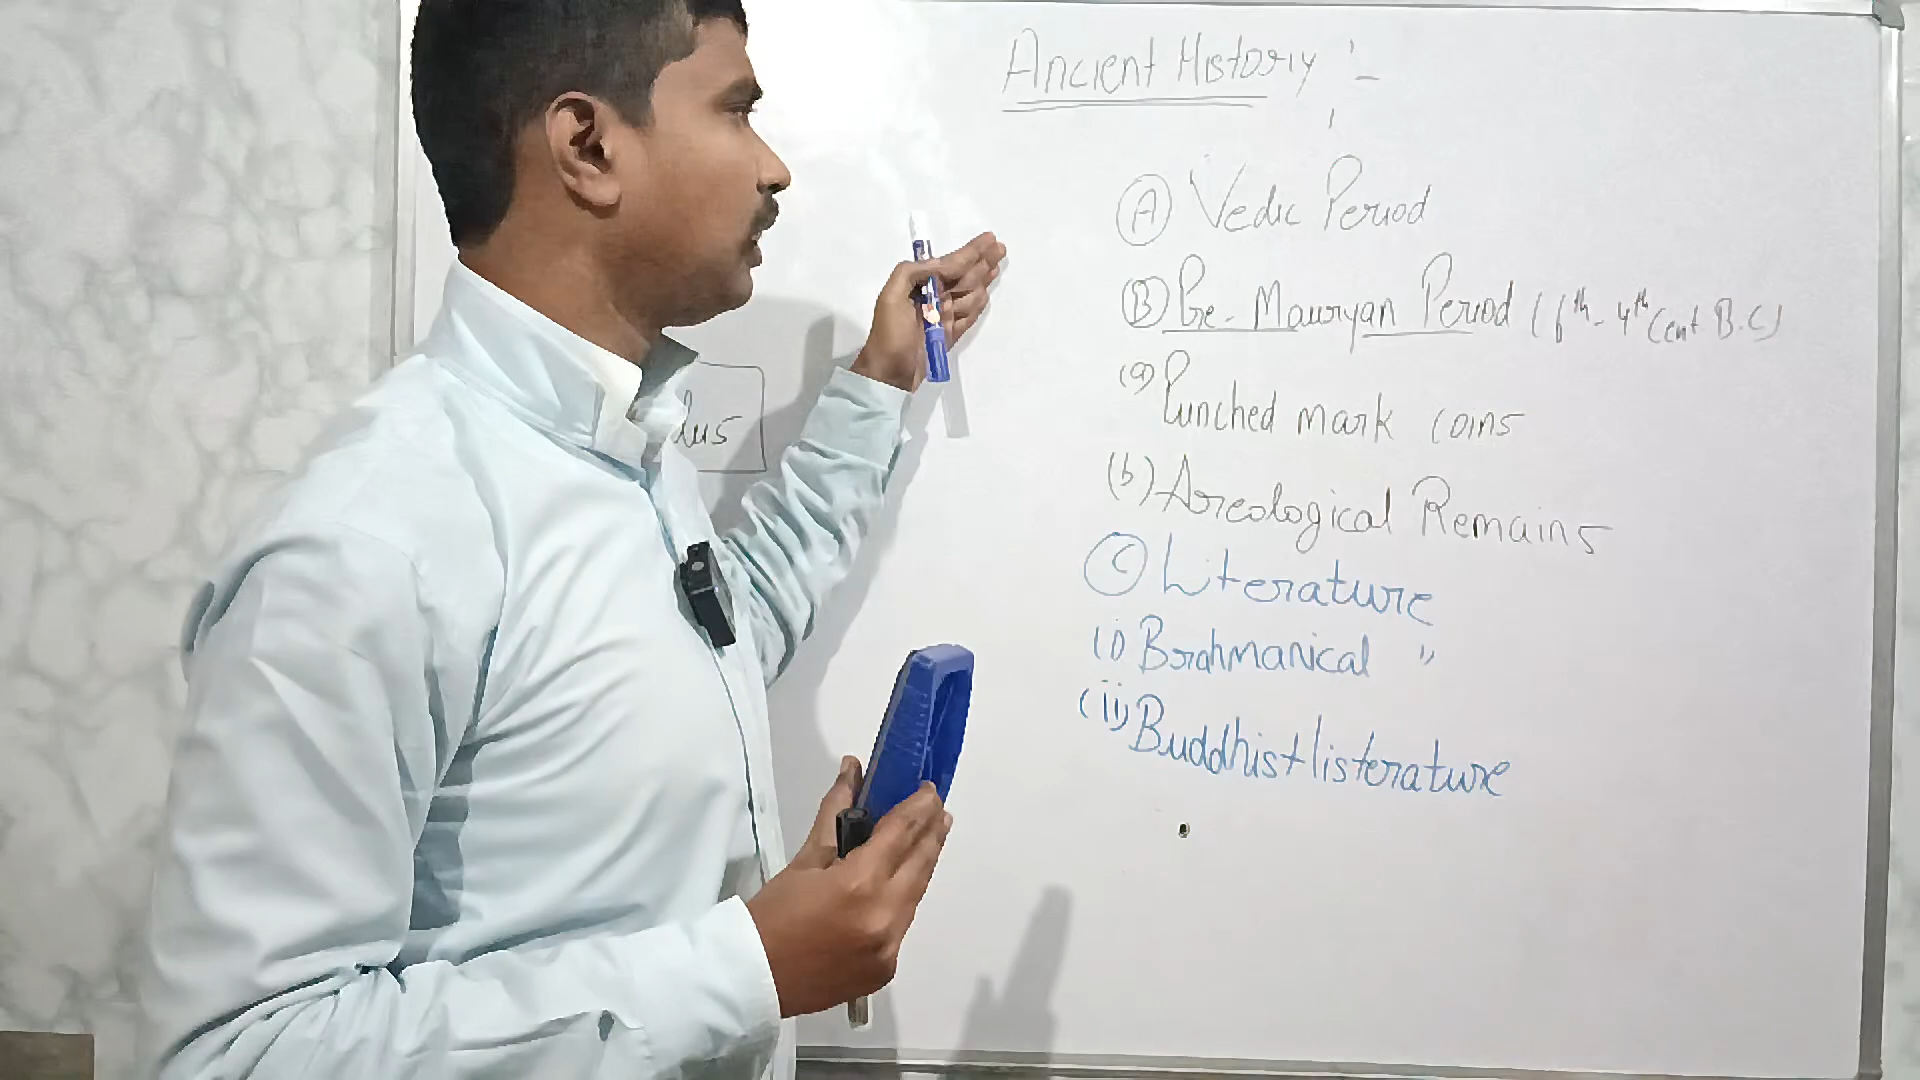 Ancient History :-
(A) Vedic Period
(B) Pre-Mauryan Period (6th-4th Cent B.C)
(a) Punched mark coins
(b) Areological Remains
(C) Literature
(i) Brahmanical "
(ii) Buddhist listerature